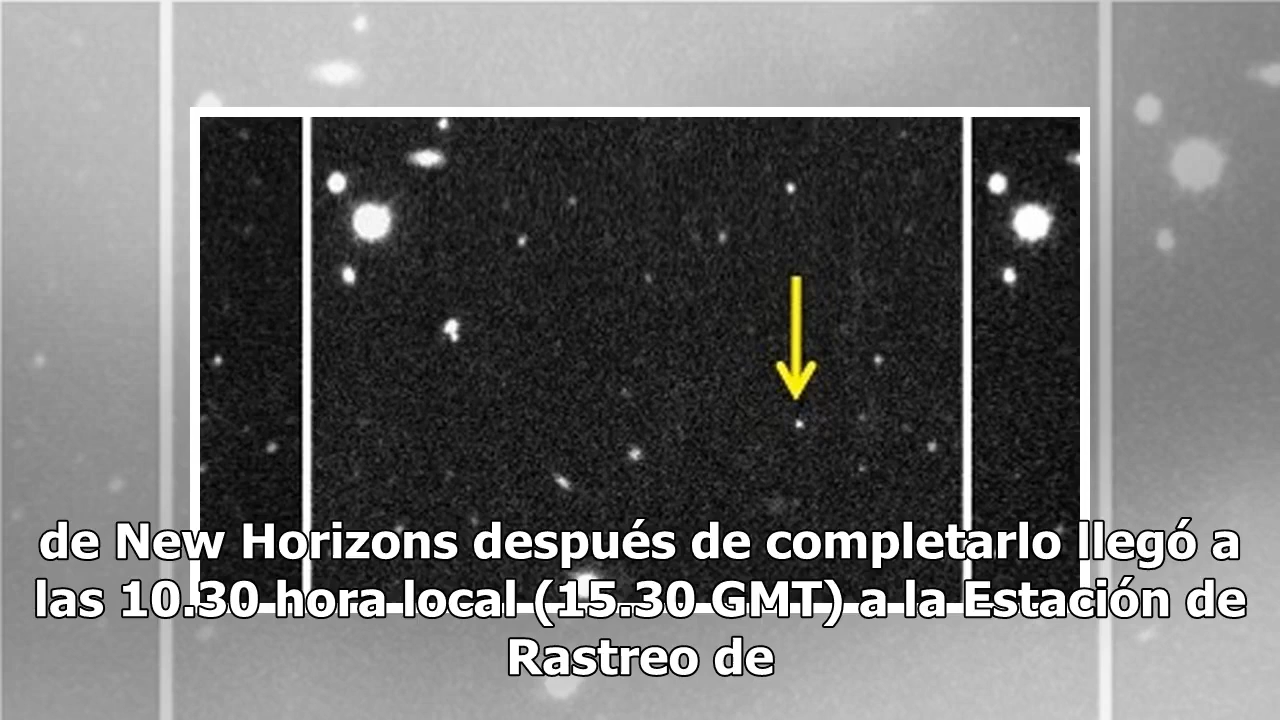 de New Horizons después de completarlo llegó a
las 10.30 hora local (15.30 GMT) a la Estación de
Rastreo de